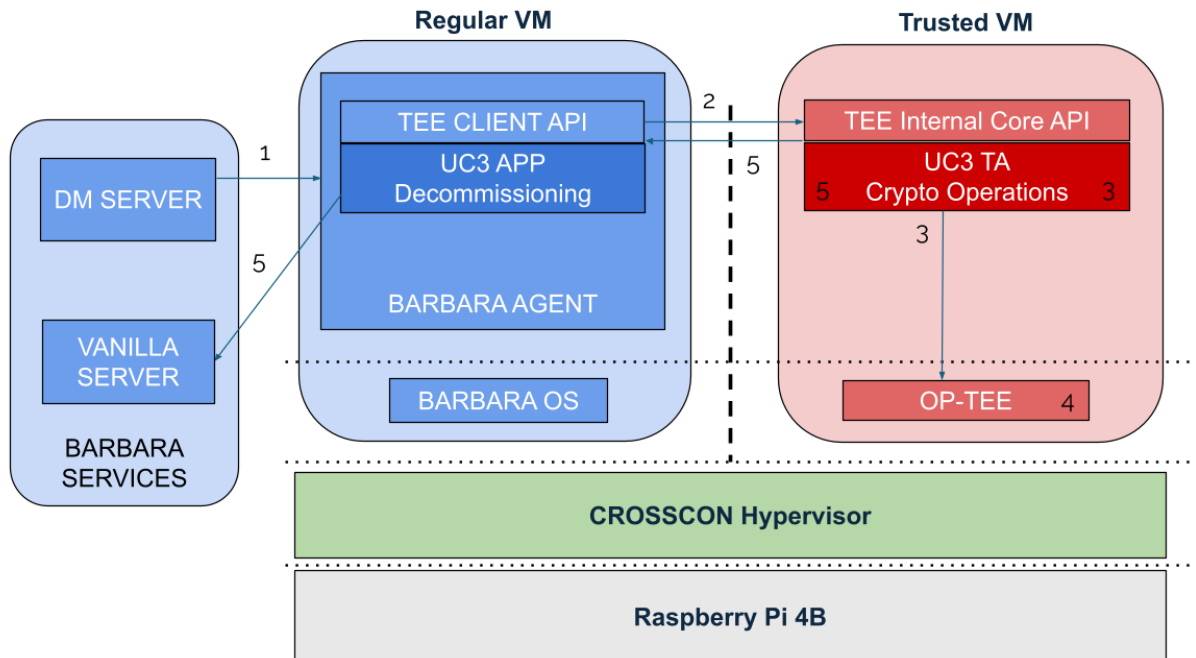 Regular VM
Trusted VM
DM SERVER
VANILLA
SERVER
BARBARA
SERVICES
1
5
TEE CLIENT API
UC3 APP
Decommissioning
BARBARA AGENT
BARBARA OS
2
5
TEE Internal Core API
UC3 TA
5 Crypto Operations 3
3
OP-TEE 4
CROSSCON Hypervisor
Raspberry Pi 4B